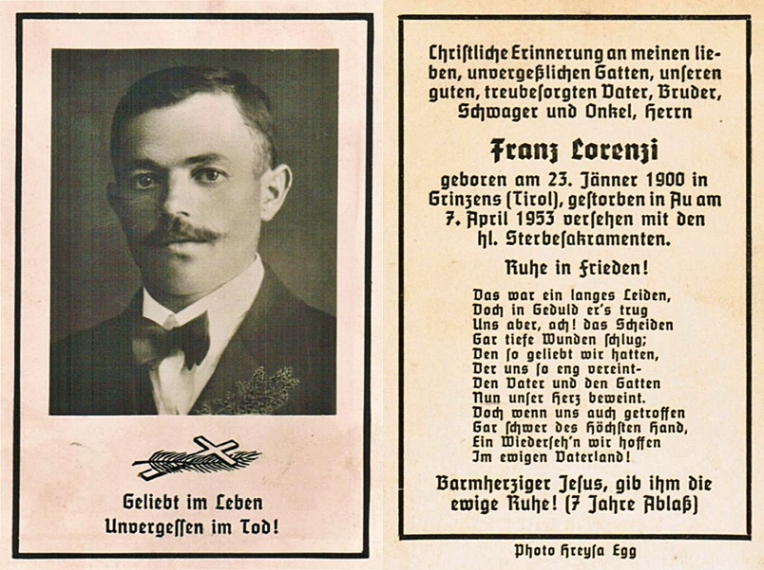 Geliebt im Leben
Unvergessen im Tod!
Christliche Erinnerung an meinen lie-
ben, unvergeßlichen Gatten, unseren
guten, treubesorgten Vater, Bruder,
Schwager und Onkel, Herrn
Franz Lorenzi
geboren am 23. Jänner 1900 in
Grinzens (Tirol), gestorben in Au am
7. April 1953 versehen mit den
hl. Sterbesakramenten.
Ruhe in Frieden!
Das war ein langes Leiden,
Doch in Geduld er's trug
Uns aber, ach! das Scheiden
Gar tiefe Wunden schlug;
Den so geliebt wir hatten,
Der uns so eng vereint-
Den Vater und den Gatten
Nun unser Herz beweint.
Doch wenn uns auch getroffen
Gar schwer des Höchsten Hand,
Ein Wiederseh'n wir hoffen
Im ewigen Vaterland!
Barmherziger Jesus, gib ihm die
ewige Ruhe! (7 Jahre Ablaß)
Photo Hreysa Egg